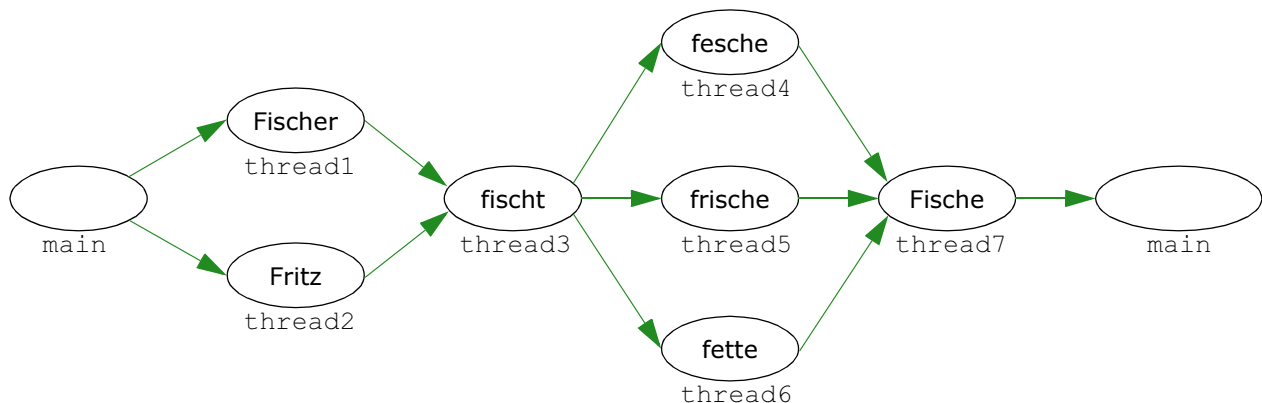 main
Fischer
thread1
Fritz
thread2
fischt
thread3
fesche
thread4
frische
thread5
fette
thread6
Fische
thread7
main